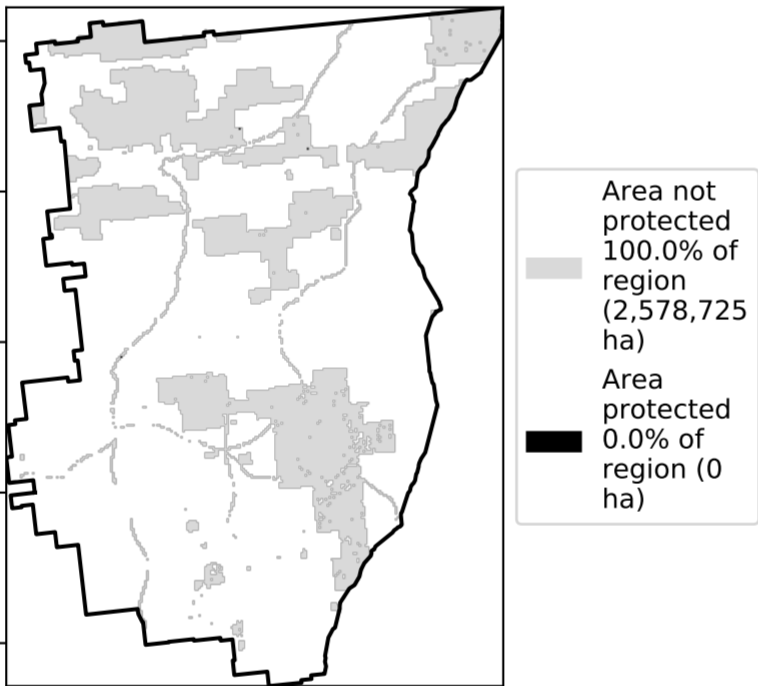 Area not
protected
100.0% of
region
(2,578,725
ha)
Area
protected
0.0% of
region (0
ha)